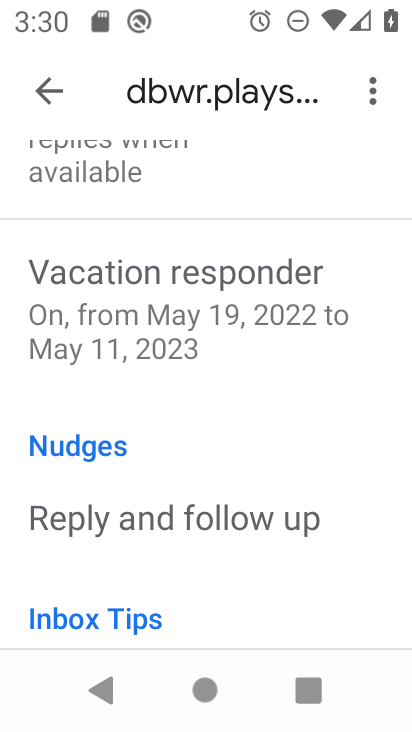 3:30
dbwr.plays...
replies when
available
Vacation responder
On, from May 19, 2022 to
May 11, 2023
Nudges
Reply and follow up
Inbox Tips